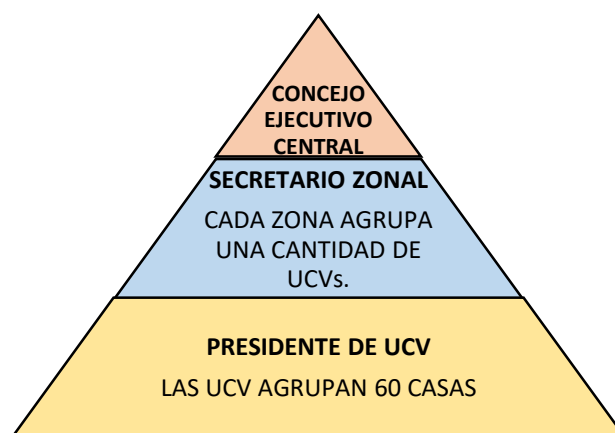 CONCEJO
EJECUTIVO
CENTRAL
SECRETARIO ZONAL
CADA ZONA AGRUPA
UNA CANTIDAD DE
UCVs.
PRESIDENTE DE UCV
LAS UCV AGRUPAN 60 CASAS